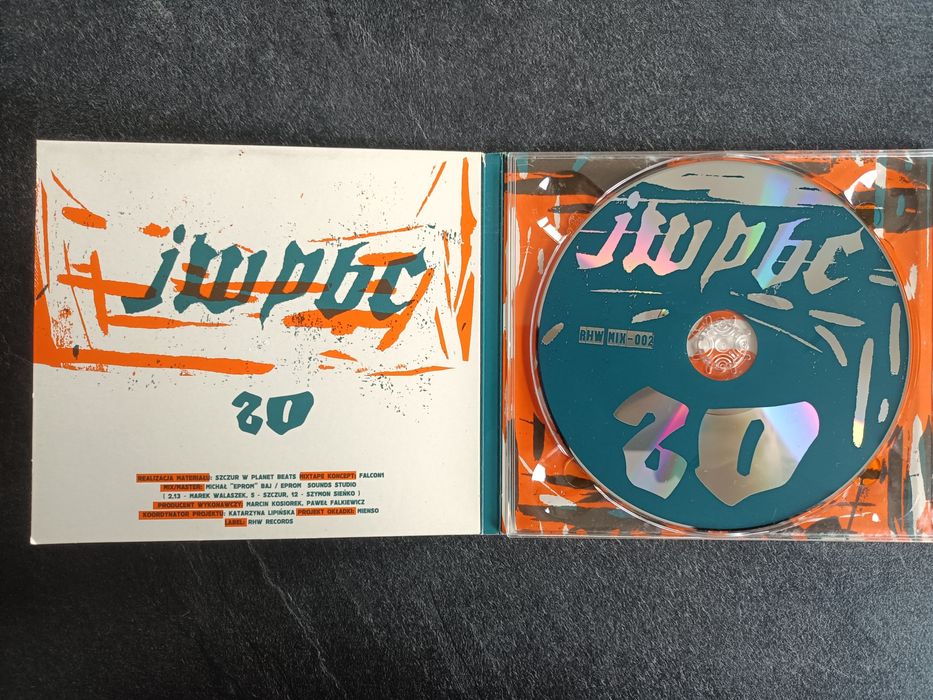 jwpbc
20
REALIZACJA MATERIAŁU: SZCZUR W PLANET BEATS MIXTAPE KONCEPT: FALCON1
MIX/MASTER: MICHAŁ "EPROM" BAJ / EPROM SOUNDS STUDIO
( 2,13 - MAREK WALASZEK, 5 - SZCZUR, 12 - SZYMON SIEŃKO )
PRODUCENT WYKONAWCZY: MARCIN KOSIOREK, PAWEŁ FALKIEWICZ
KOORDYNATOR PROJEKTU: KATARZYNA LIPIŃSKA PROJEKT OKŁADKI: MIENSO
LABEL: RHW RECORDS
jwpbc
RHW MIX-002
20